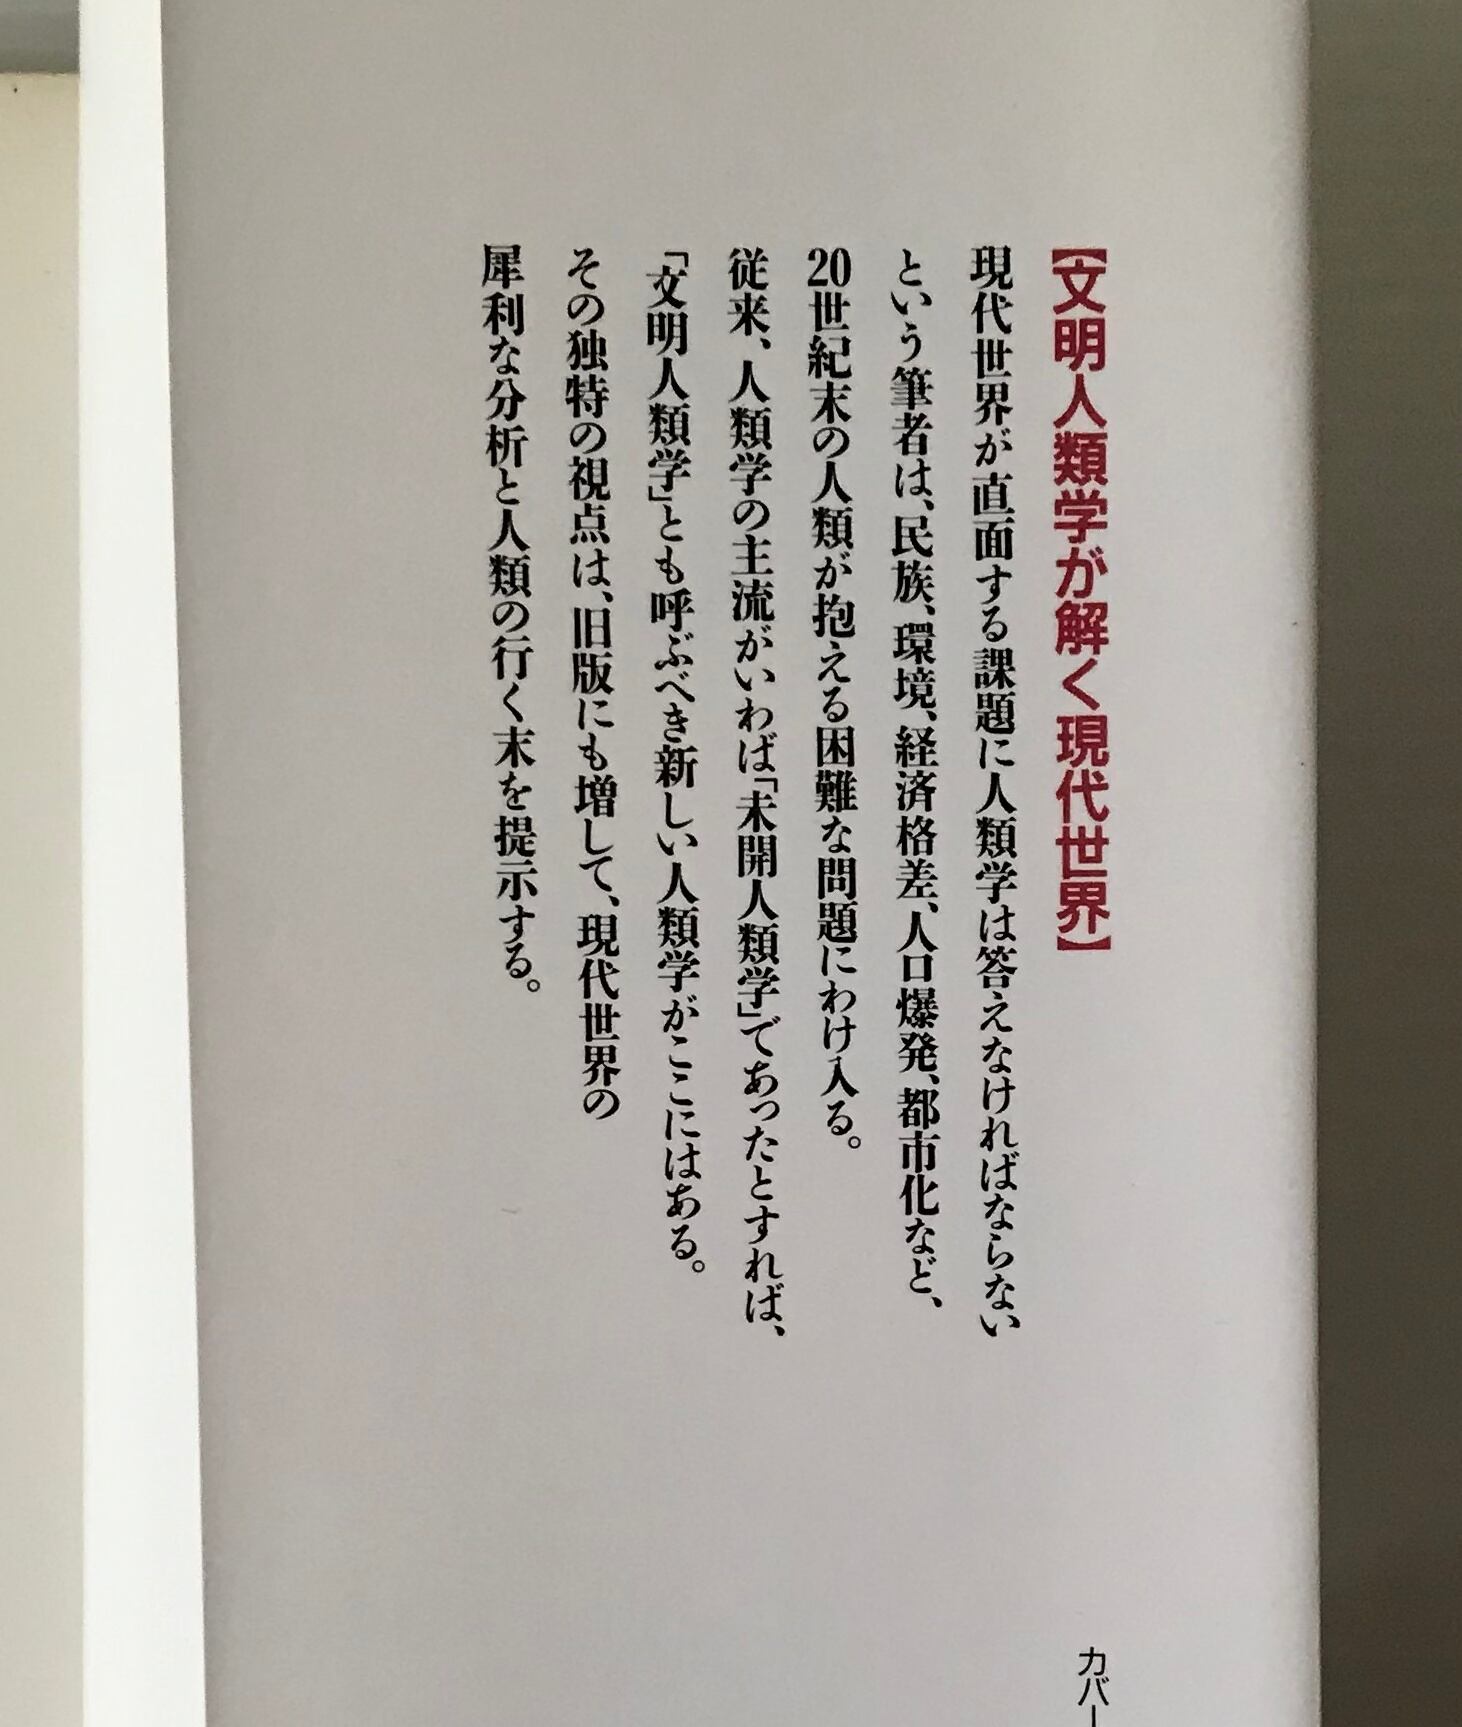 【文明人類学が解く現代世界】
現代世界が直面する課題に人類学は答えなければならない
という筆者は、民族、環境、経済格差、人口爆発、都市化など、
20世紀末の人類が抱える困難な問題にわけ入る。
従来、人類学の主流がいわば「未開人類学」であったとすれば、
「文明人類学」とも呼ぶべき新しい人類学がここにはある。
その独特の視点は、旧版にも増して、現代世界の
犀利な分析と人類の行く末を提示する。
カバー